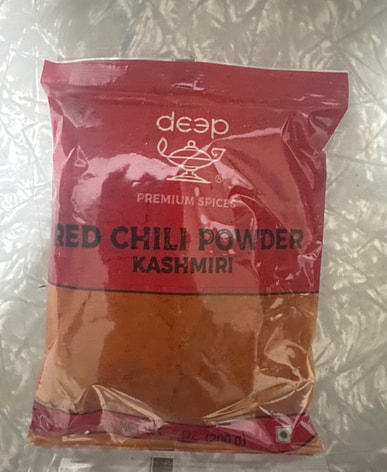 deep
®
PREMIUM SPICES
RED CHILI POWDER
KASHMIRI
(200 g)